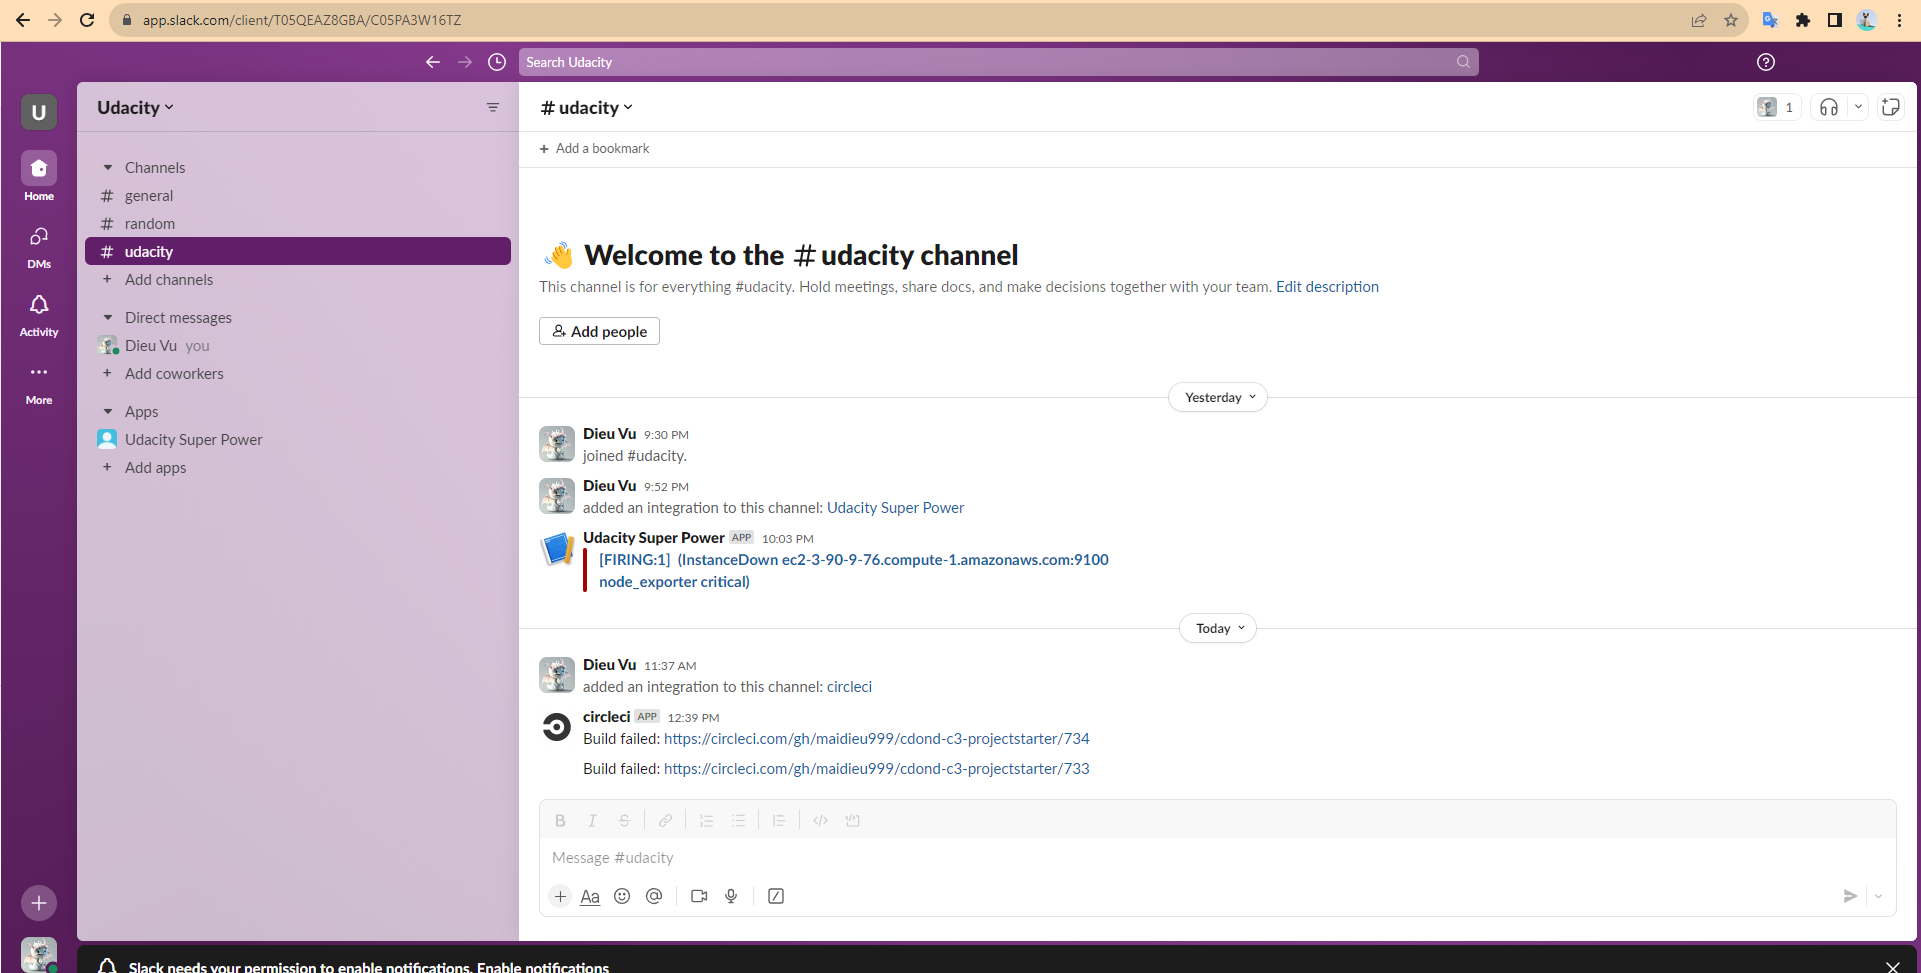 app.slack.com/client/T05QEAZ8GBA/C05PA3W16TZ
Search Udacity
U
Home
DMs
Activity
More
Udacity
Channels
# general
# random
# udacity
+ Add channels
Direct messages
Dieu Vu you
+ Add coworkers
Apps
Udacity Super Power
+ Add apps
# udacity
1
+ Add a bookmark
👋 Welcome to the # udacity channel
This channel is for everything #udacity. Hold meetings, share docs, and make decisions together with your team. Edit description
Add people
Yesterday
Dieu Vu 9:30 PM
joined #udacity.
Dieu Vu 9:52 PM
added an integration to this channel: Udacity Super Power
Udacity Super Power APP 10:03 PM
[FIRING:1] (InstanceDown ec2-3-90-9-76.compute-1.amazonaws.com:9100
node_exporter critical)
Today
Dieu Vu 11:37 AM
added an integration to this channel: circleci
circleci APP 12:39 PM
Build failed: https://circleci.com/gh/maidieu999/cdond-c3-projectstarter/734
Build failed: https://circleci.com/gh/maidieu999/cdond-c3-projectstarter/733
B I S
Message #udacity
+ Aa @
Slack needs your permission to enable notifications. Enable notifications